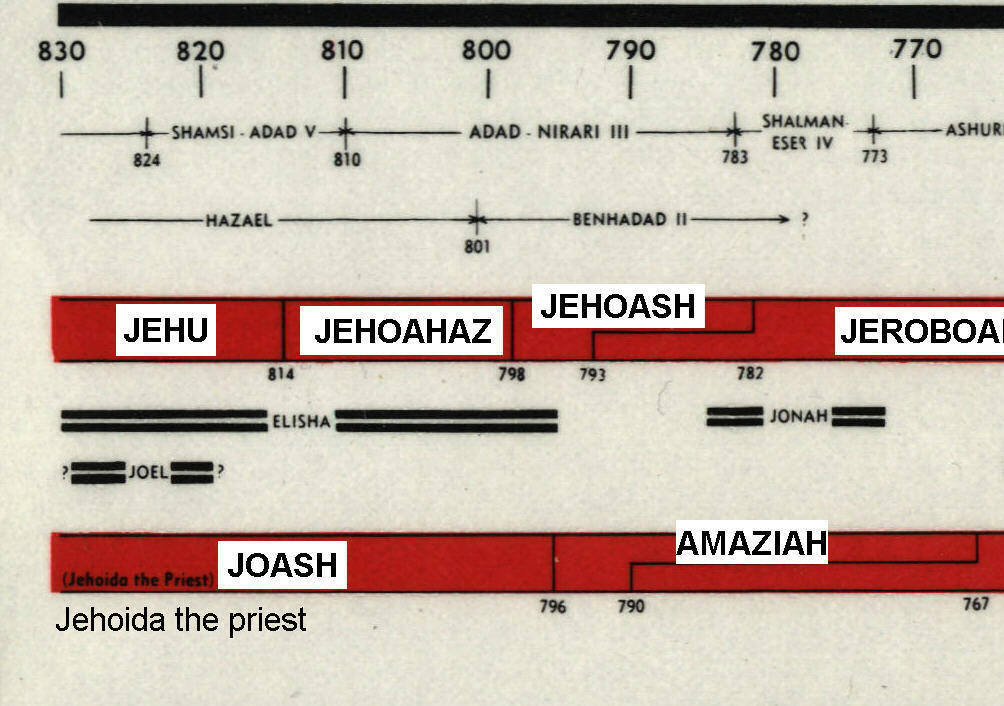 830 820 810 800 790 780 770
SHAMSI - ADAD V ADAD - NIRARI III SHALMAN-
ESER IV
824 810 783 773
HAZAEL BENHADAD II ?
801
JEHU JEHOAHAZ JEHOASH
814 798 793 782
ELISHA JONAH
? JOEL ?
JOASH AMAZIAH
(Jehoida the Priest)
796 790 767
Jehoida the priest